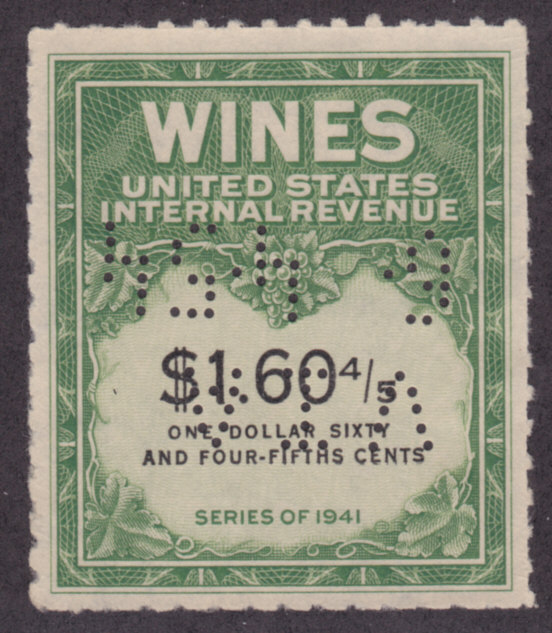 WINES
UNITED STATES
INTERNAL REVENUE
$1.60 4/5
ONE DOLLAR SIXTY
AND FOUR-FIFTHS CENTS
SERIES OF 1941